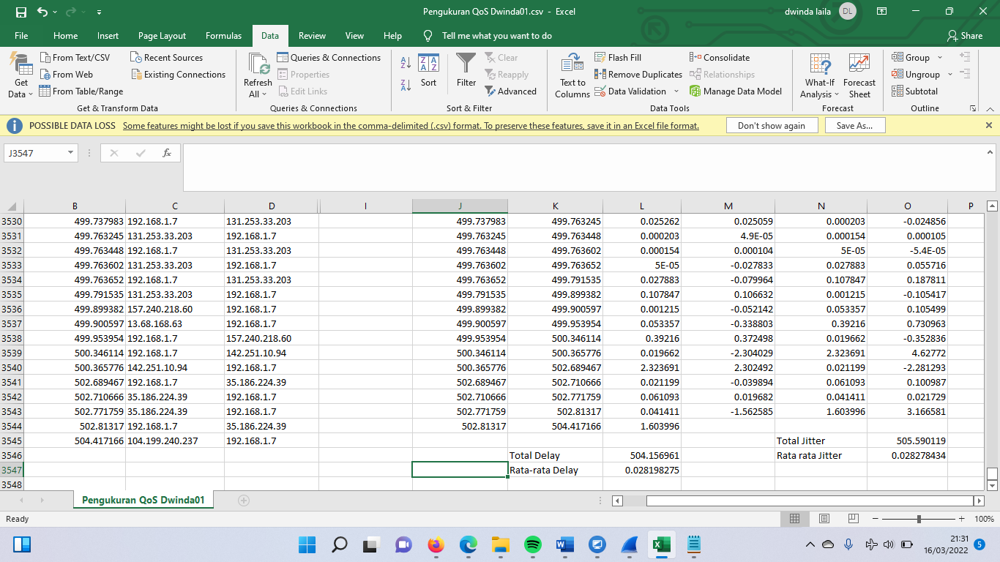 Pengukuran QoS Dwinda01.csv - Excel
dwinda laila DL
File Home Insert Page Layout Formulas Data Review View Help Tell me what you want to do Share
From Text/CSV Recent Sources Queries & Connections Clear Flash Fill Consolidate Group
From Web Existing Connections Properties Reapply Remove Duplicates Relationships Ungroup
Get Data From Table/Range Refresh All Edit Links Sort Filter Advanced Text to Columns Data Validation Manage Data Model What-If Analysis Forecast Sheet Subtotal
Get & Transform Data Queries & Connections Sort & Filter Data Tools Forecast Outline
POSSIBLE DATA LOSS Some features might be lost if you save this workbook in the comma-delimited (.csv) format. To preserve these features, save it in an Excel file format. Don't show again Save As...
J3547 fx
B C D I J K L M N O P
3530 499.737983 192.168.1.7 131.253.33.203 499.737983 499.763245 0.025262 0.025059 0.000203 -0.024856
3531 499.763245 131.253.33.203 192.168.1.7 499.763245 499.763448 0.000203 4.9E-05 0.000154 0.000105
3532 499.763448 192.168.1.7 131.253.33.203 499.763448 499.763602 0.000154 0.000104 5E-05 -5.4E-05
3533 499.763602 131.253.33.203 192.168.1.7 499.763602 499.763652 5E-05 -0.027833 0.027883 0.055716
3534 499.763652 192.168.1.7 131.253.33.203 499.763652 499.791535 0.027883 -0.079964 0.107847 0.187811
3535 499.791535 131.253.33.203 192.168.1.7 499.791535 499.899382 0.107847 0.106632 0.001215 -0.105417
3536 499.899382 157.240.218.60 192.168.1.7 499.899382 499.900597 0.001215 -0.052142 0.053357 0.105499
3537 499.900597 13.68.168.63 192.168.1.7 499.900597 499.953954 0.053357 -0.338803 0.39216 0.730963
3538 499.953954 192.168.1.7 157.240.218.60 499.953954 500.346114 0.39216 0.372498 0.019662 -0.352836
3539 500.346114 192.168.1.7 142.251.10.94 500.346114 500.365776 0.019662 -2.304029 2.323691 4.62772
3540 500.365776 142.251.10.94 192.168.1.7 500.365776 502.689467 2.323691 2.302492 0.021199 -2.281293
3541 502.689467 192.168.1.7 35.186.224.39 502.689467 502.710666 0.021199 -0.039894 0.061093 0.100987
3542 502.710666 35.186.224.39 192.168.1.7 502.710666 502.771759 0.061093 0.019682 0.041411 0.021729
3543 502.771759 35.186.224.39 192.168.1.7 502.771759 502.81317 0.041411 -1.562585 1.603996 3.166581
3544 502.81317 192.168.1.7 35.186.224.39 502.81317 504.417166 1.603996
3545 504.417166 104.199.240.237 192.168.1.7 Total Jitter 505.590119
3546 Total Delay 504.156961 Rata rata Jitter 0.028278434
3547 Rata-rata Delay 0.028198275
3548
Pengukuran QoS Dwinda01
Ready 100%
21:31
16/03/2022 5